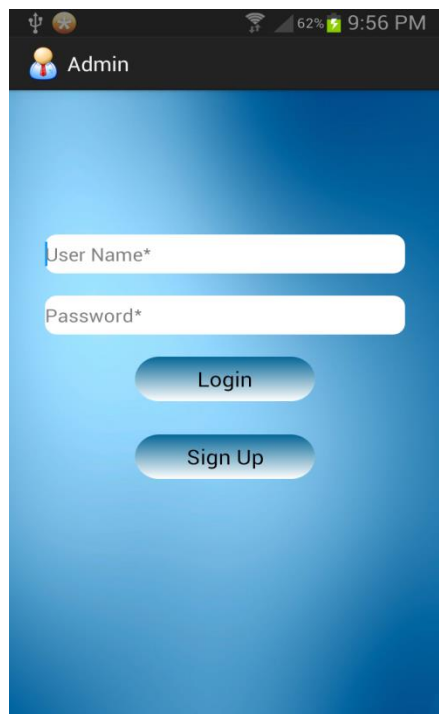 62% 9:56 PM
Admin
User Name*
Password*
Login
Sign Up